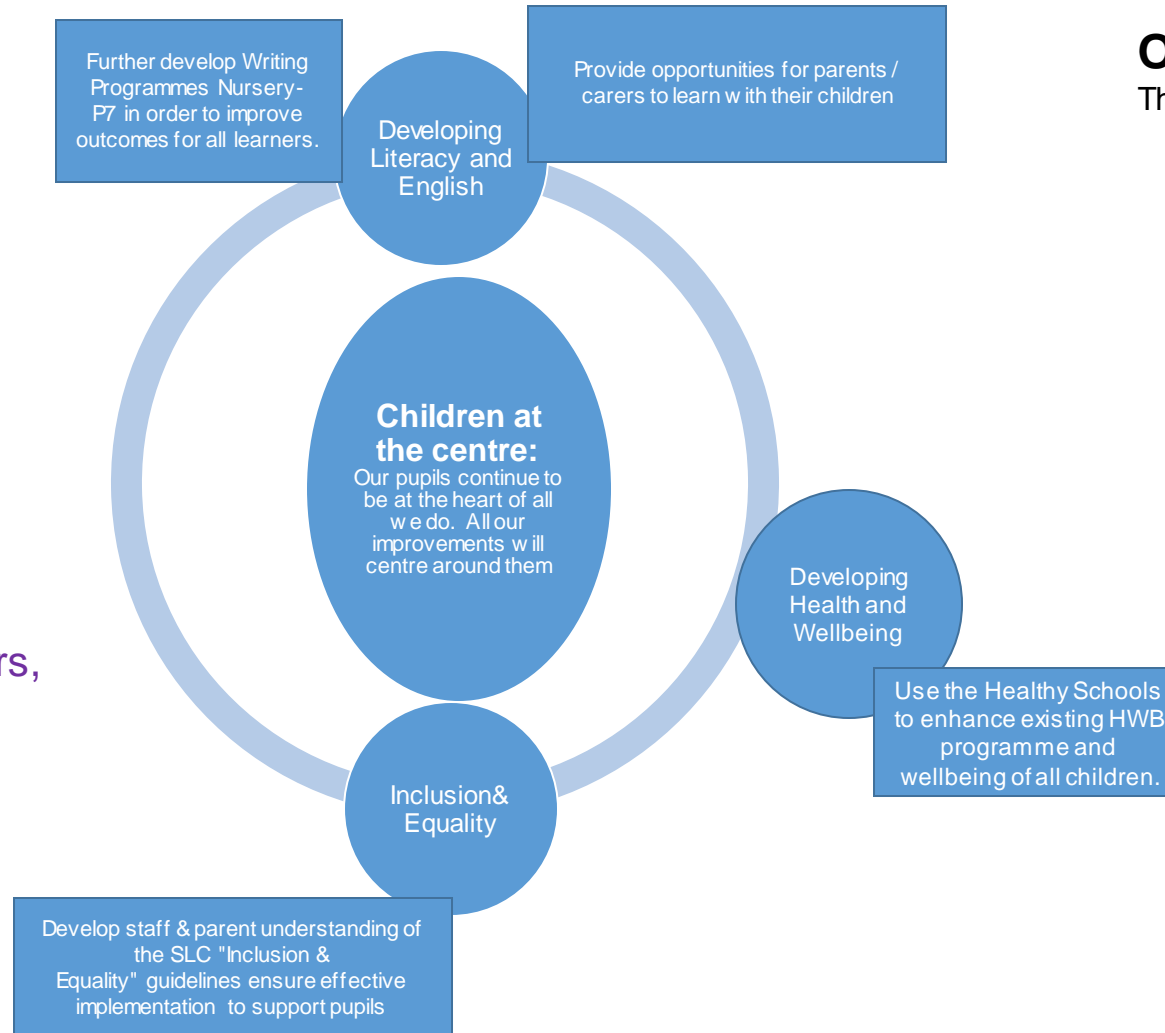 Further develop Writing
Programmes Nursery-
P7 in order to improve
outcomes for all learners.
Provide opportunities for parents /
carers to learn with their children
Developing
Literacy and
English
Children at
the centre:
Our pupils continue to
be at the heart of all
we do. All our
improvements will
centre around them
Developing
Health and
Wellbeing
Use the Healthy Schools
to enhance existing HWB
programme and
wellbeing of all children.
Inclusion&
Equality
Develop staff & parent understanding of
the SLC "Inclusion &
Equality" guidelines ensure effective
implementation to support pupils